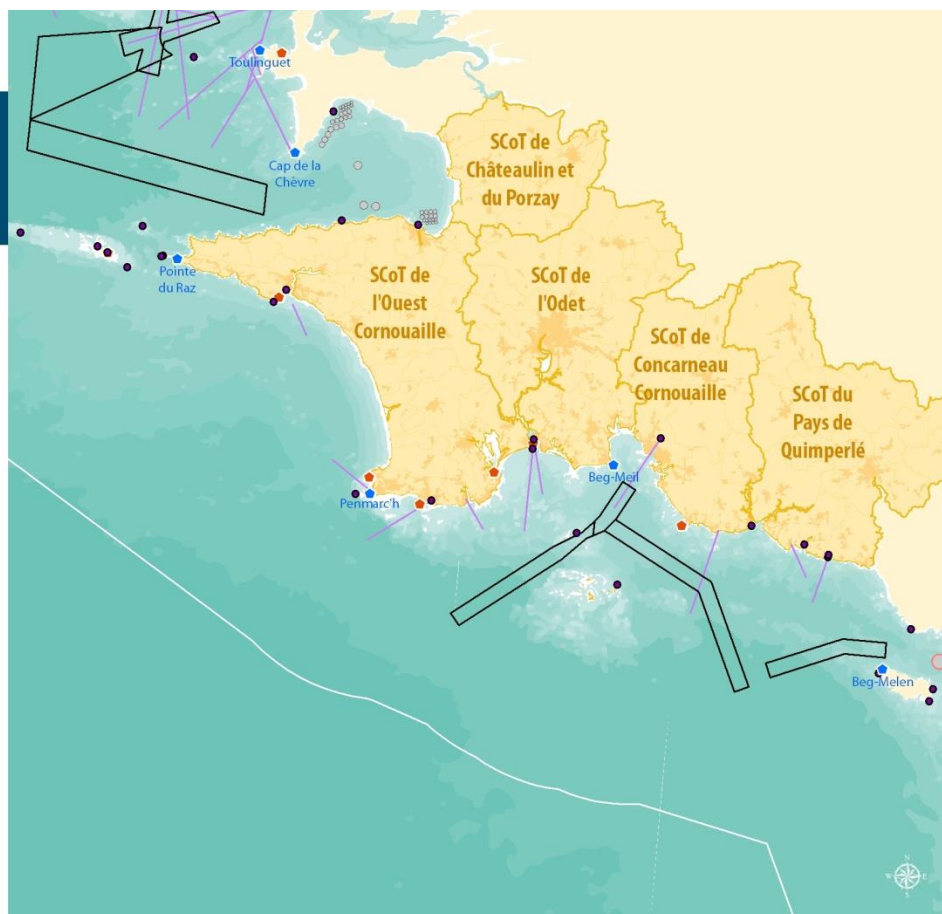 Toulinguet
Cap de la
Chèvre
SCoT de
Châteaulin et
du Porzay
Pointe
du Raz
SCoT de
l'Ouest
Cornouaille
SCoT de
l'Odet
SCoT de
Concarneau
Cornouaille
SCoT du
Pays de
Quimperlé
Beg-Meil
Penmarc'h
Beg-Melen
N
W
E
S